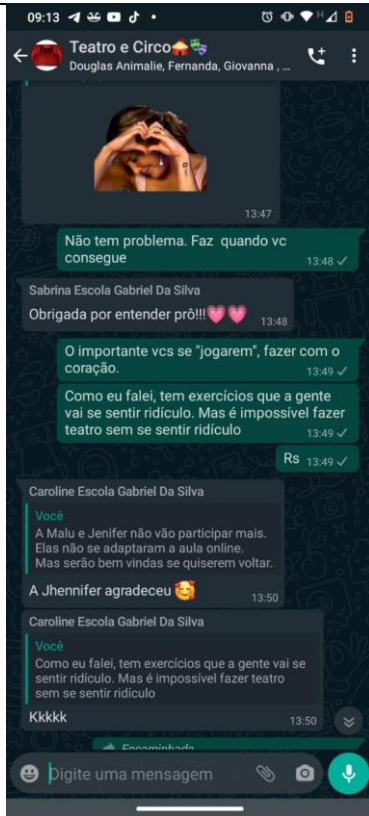 09:13
Teatro e Circo
Douglas Animalie, Fernanda, Giovanna , ...
13:47
Não tem problema. Faz quando vc
consegue
13:48
Sabrina Escola Gabriel Da Silva
Obrigada por entender prô!!!
13:48
O importante vcs se "jogarem", fazer com o
coração.
13:49
Como eu falei, tem exercícios que a gente
vai se sentir ridículo. Mas é impossível fazer
teatro sem se sentir ridículo
13:49
Rs 13:49
Caroline Escola Gabriel Da Silva
Você
A Malu e Jenifer não vão participar mais.
Elas não se adaptaram a aula online.
Mas serão bem vindas se quiserem voltar.
A Jhennifer agradeceu
13:50
Caroline Escola Gabriel Da Silva
Você
Como eu falei, tem exercícios que a gente vai se
sentir ridículo. Mas é impossível fazer teatro
sem se sentir ridículo
Kkkkk
13:50
Encaminhada
Digite uma mensagem